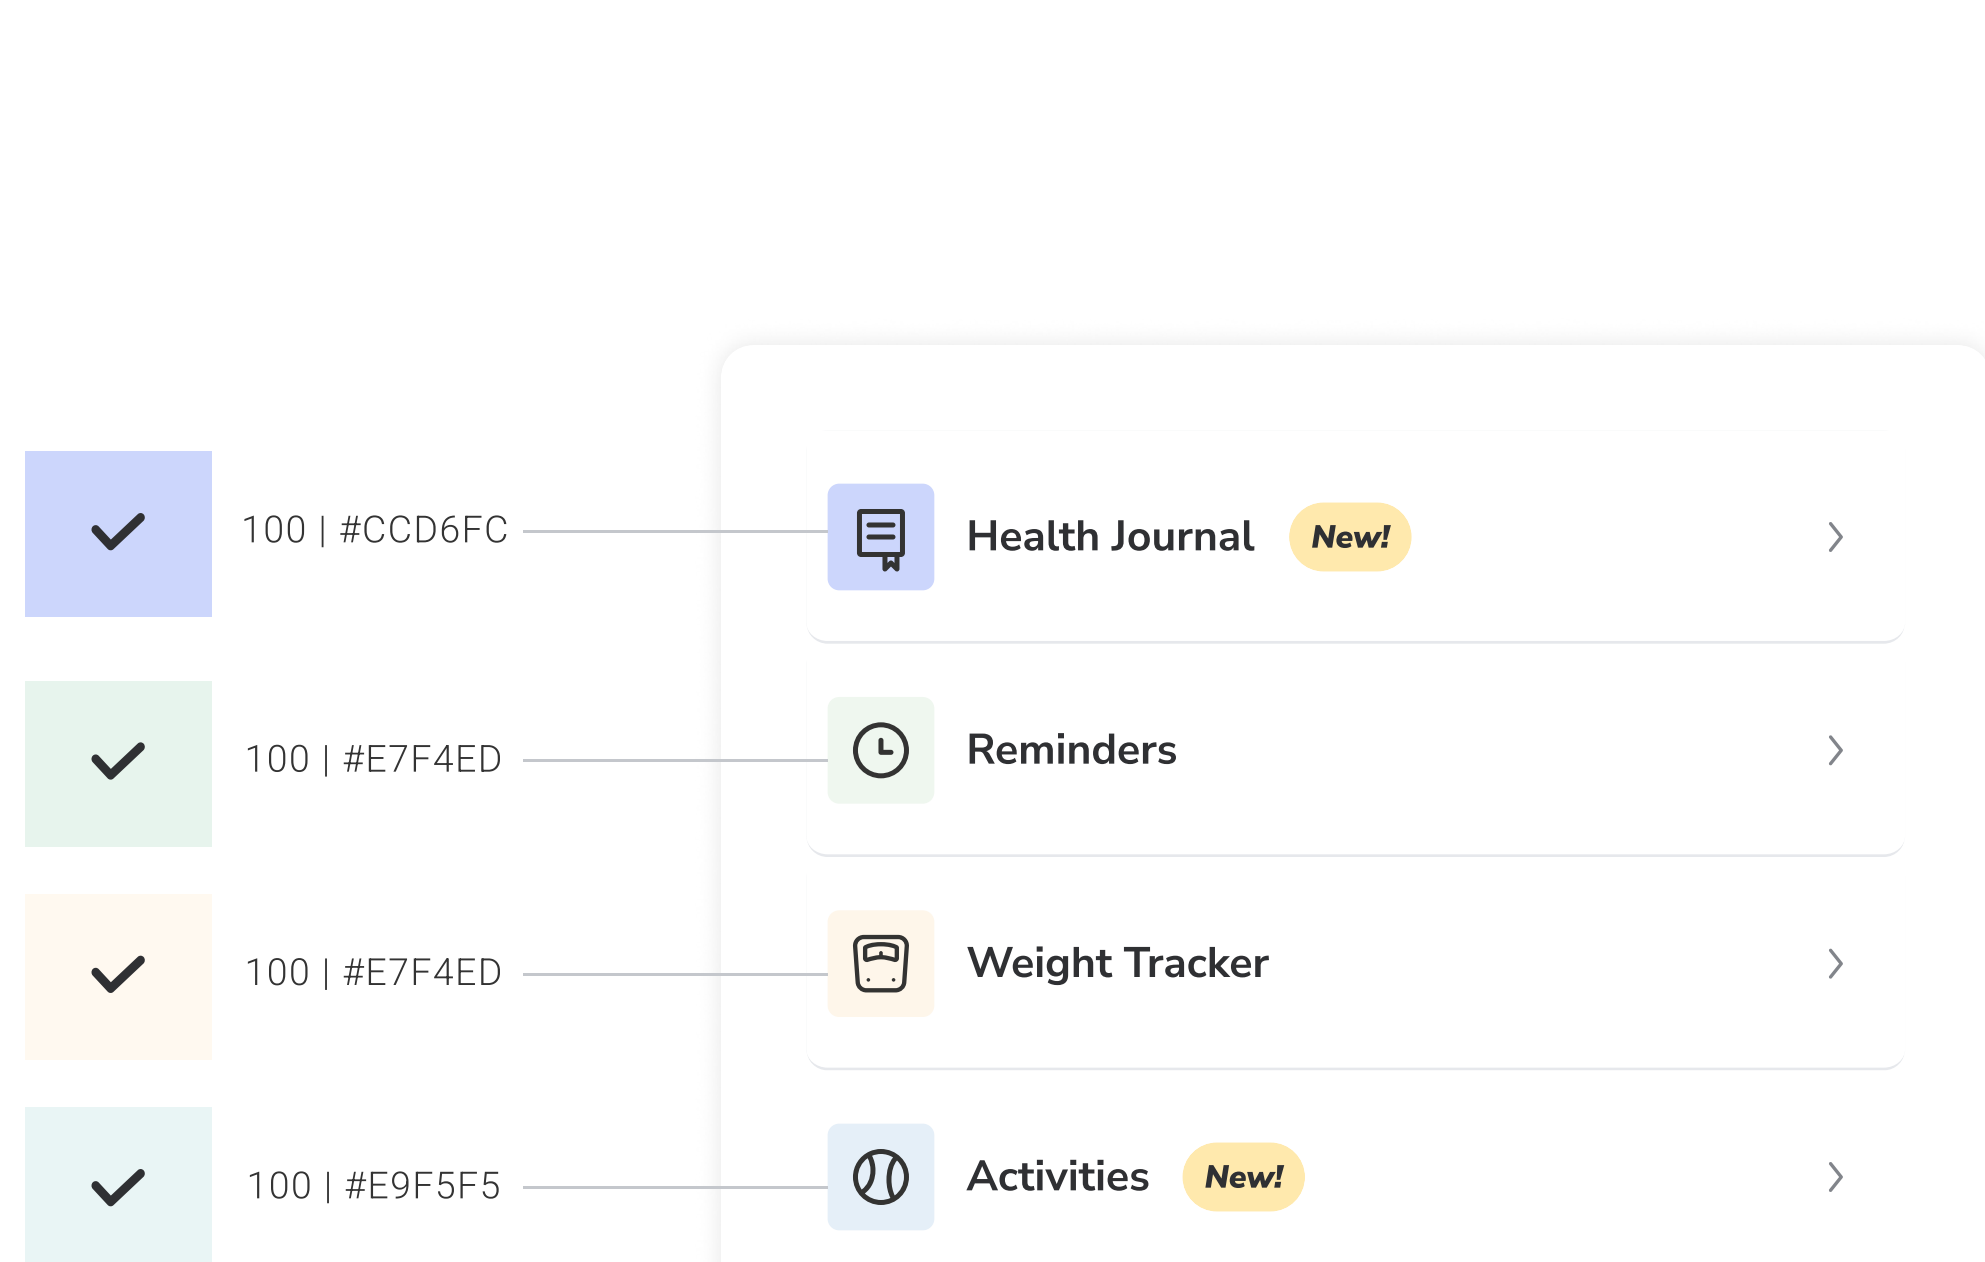 100 | #CCD6FC
Health Journal New!
100 | #E7F4ED
Reminders
100 | #E7F4ED
Weight Tracker
100 | #E9F5F5
Activities New!